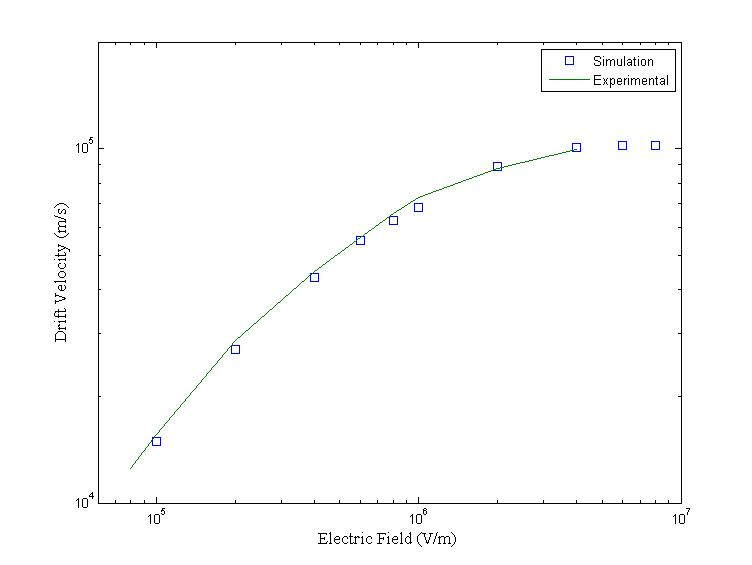 Simulation
Experimental
10^5
10^4
Drift Velocity (m/s)
10^5
10^6
10^7
Electric Field (V/m)